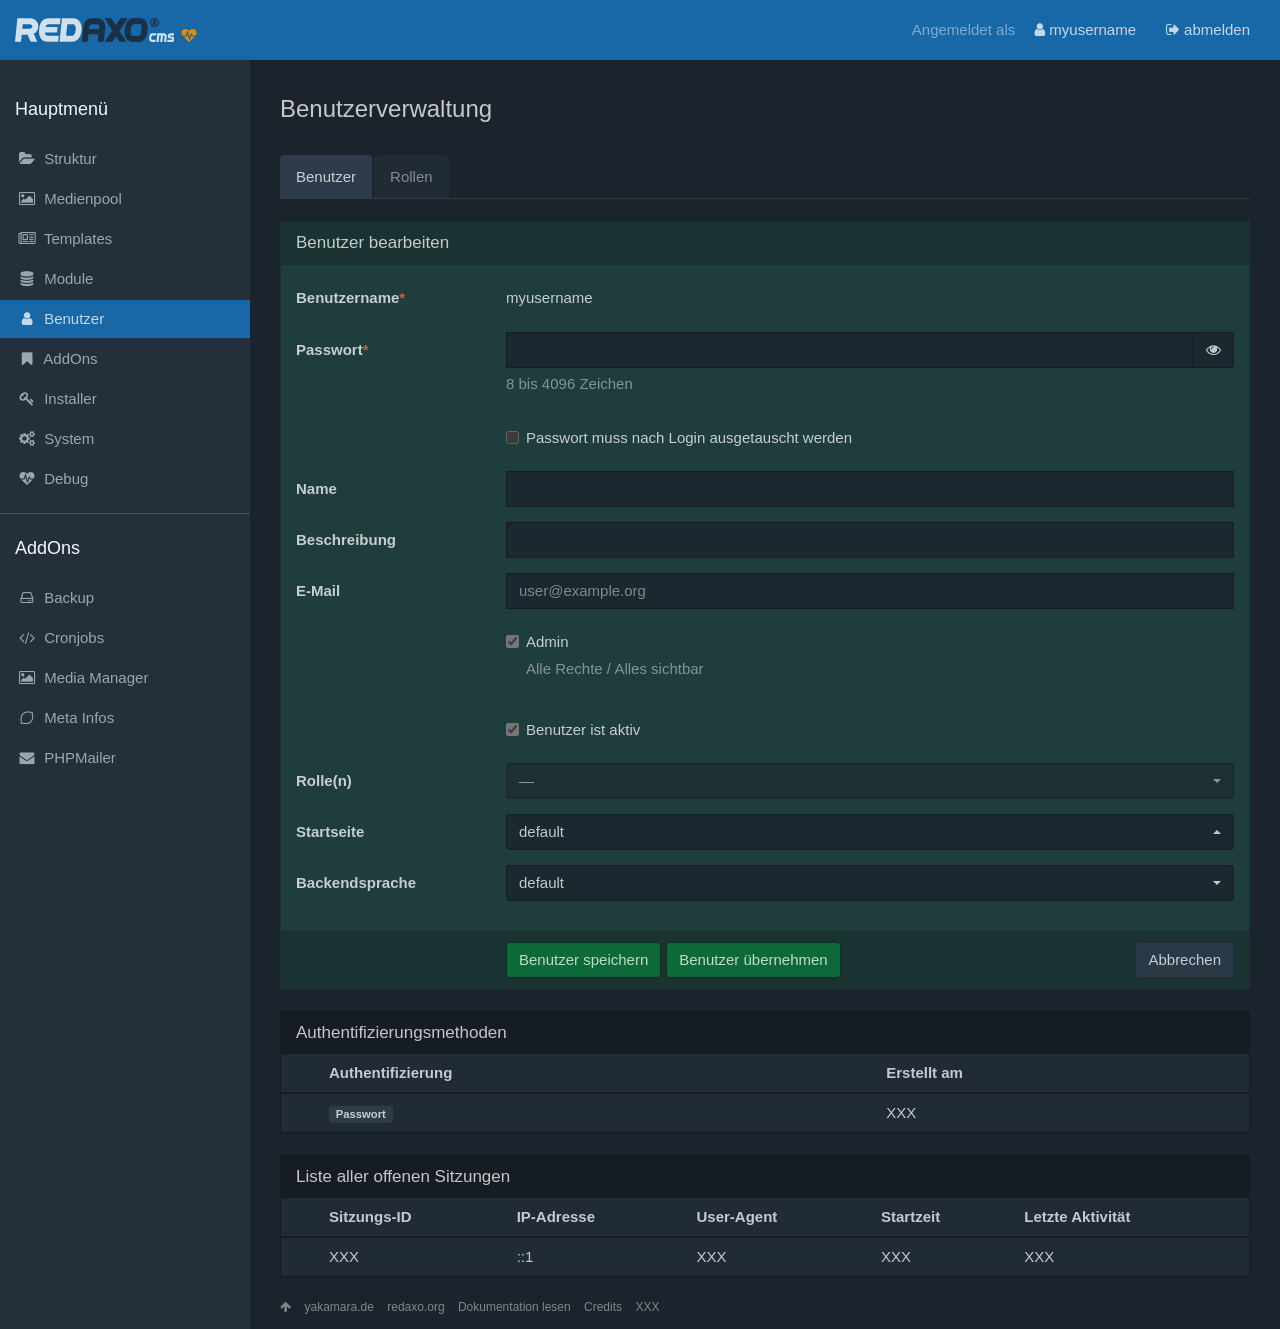 REDAXO® cms
Angemeldet als myusername abmelden
Hauptmenü
Struktur
Medienpool
Templates
Module
Benutzer
AddOns
Installer
System
Debug
AddOns
Backup
Cronjobs
Media Manager
Meta Infos
PHPMailer
Benutzerverwaltung
Benutzer Rollen
Benutzer bearbeiten
Benutzername* myusername
Passwort*
8 bis 4096 Zeichen
Passwort muss nach Login ausgetauscht werden
Name
Beschreibung
E-Mail user@example.org
Admin
Alle Rechte / Alles sichtbar
Benutzer ist aktiv
Rolle(n) —
Startseite default
Backendsprache default
Benutzer speichern Benutzer übernehmen Abbrechen
Authentifizierungsmethoden
Authentifizierung Erstellt am
Passwort XXX
Liste aller offenen Sitzungen
Sitzungs-ID IP-Adresse User-Agent Startzeit Letzte Aktivität
XXX ::1 XXX XXX XXX
yakamara.de redaxo.org Dokumentation lesen Credits XXX